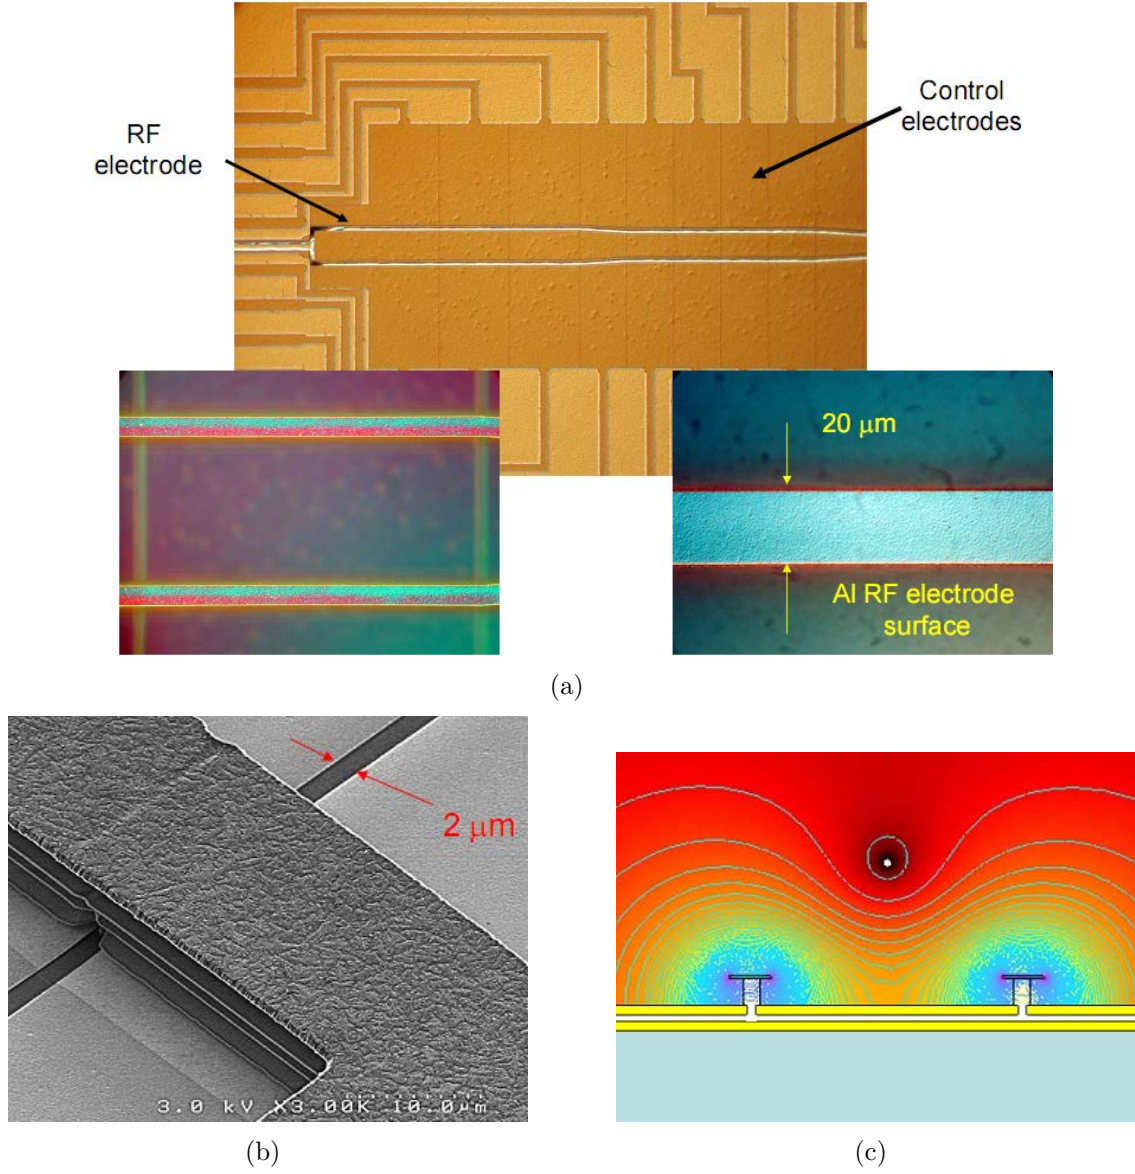 RF
electrode
Control
electrodes
20 μm
Al RF electrode
surface
(a)
2 μm
3.0 kV X3.00K 10.0μm
(b)
(c)